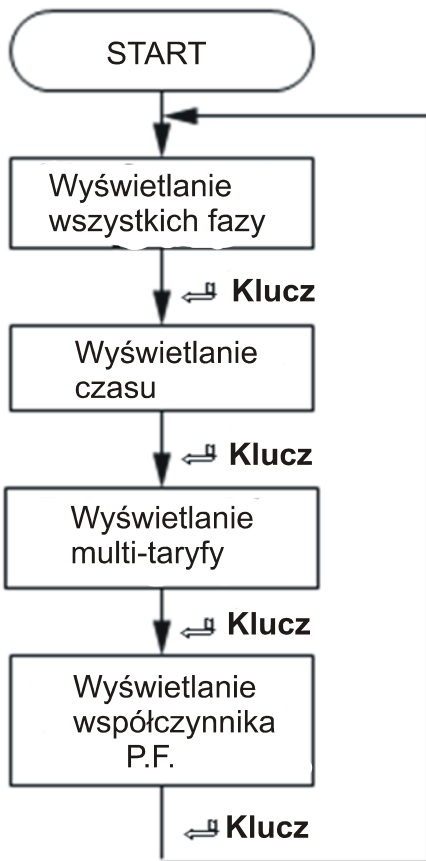 START
Wyświetlanie
wszystkich fazy
Klucz
Wyświetlanie
czasu
Klucz
Wyświetlanie
multi-taryfy
Klucz
Wyświetlanie
współczynnika
P.F.
Klucz